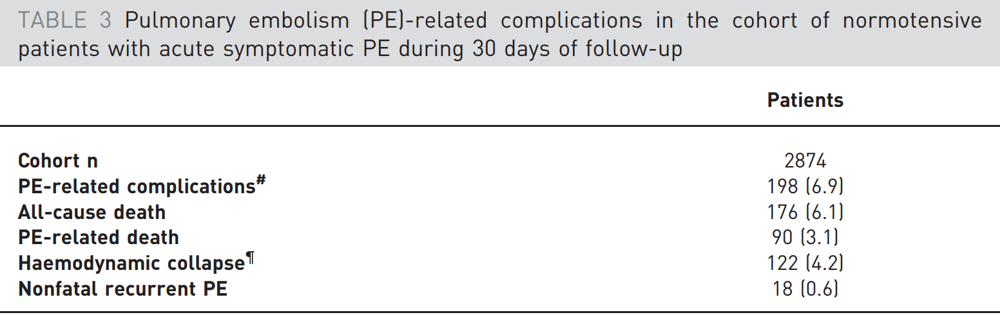 TABLE 3 Pulmonary embolism (PE)-related complications in the cohort of normotensive
patients with acute symptomatic PE during 30 days of follow-up
Patients
Cohort n 2874
PE-related complications# 198 (6.9)
All-cause death 176 (6.1)
PE-related death 90 (3.1)
Haemodynamic collapse¶ 122 (4.2)
Nonfatal recurrent PE 18 (0.6)